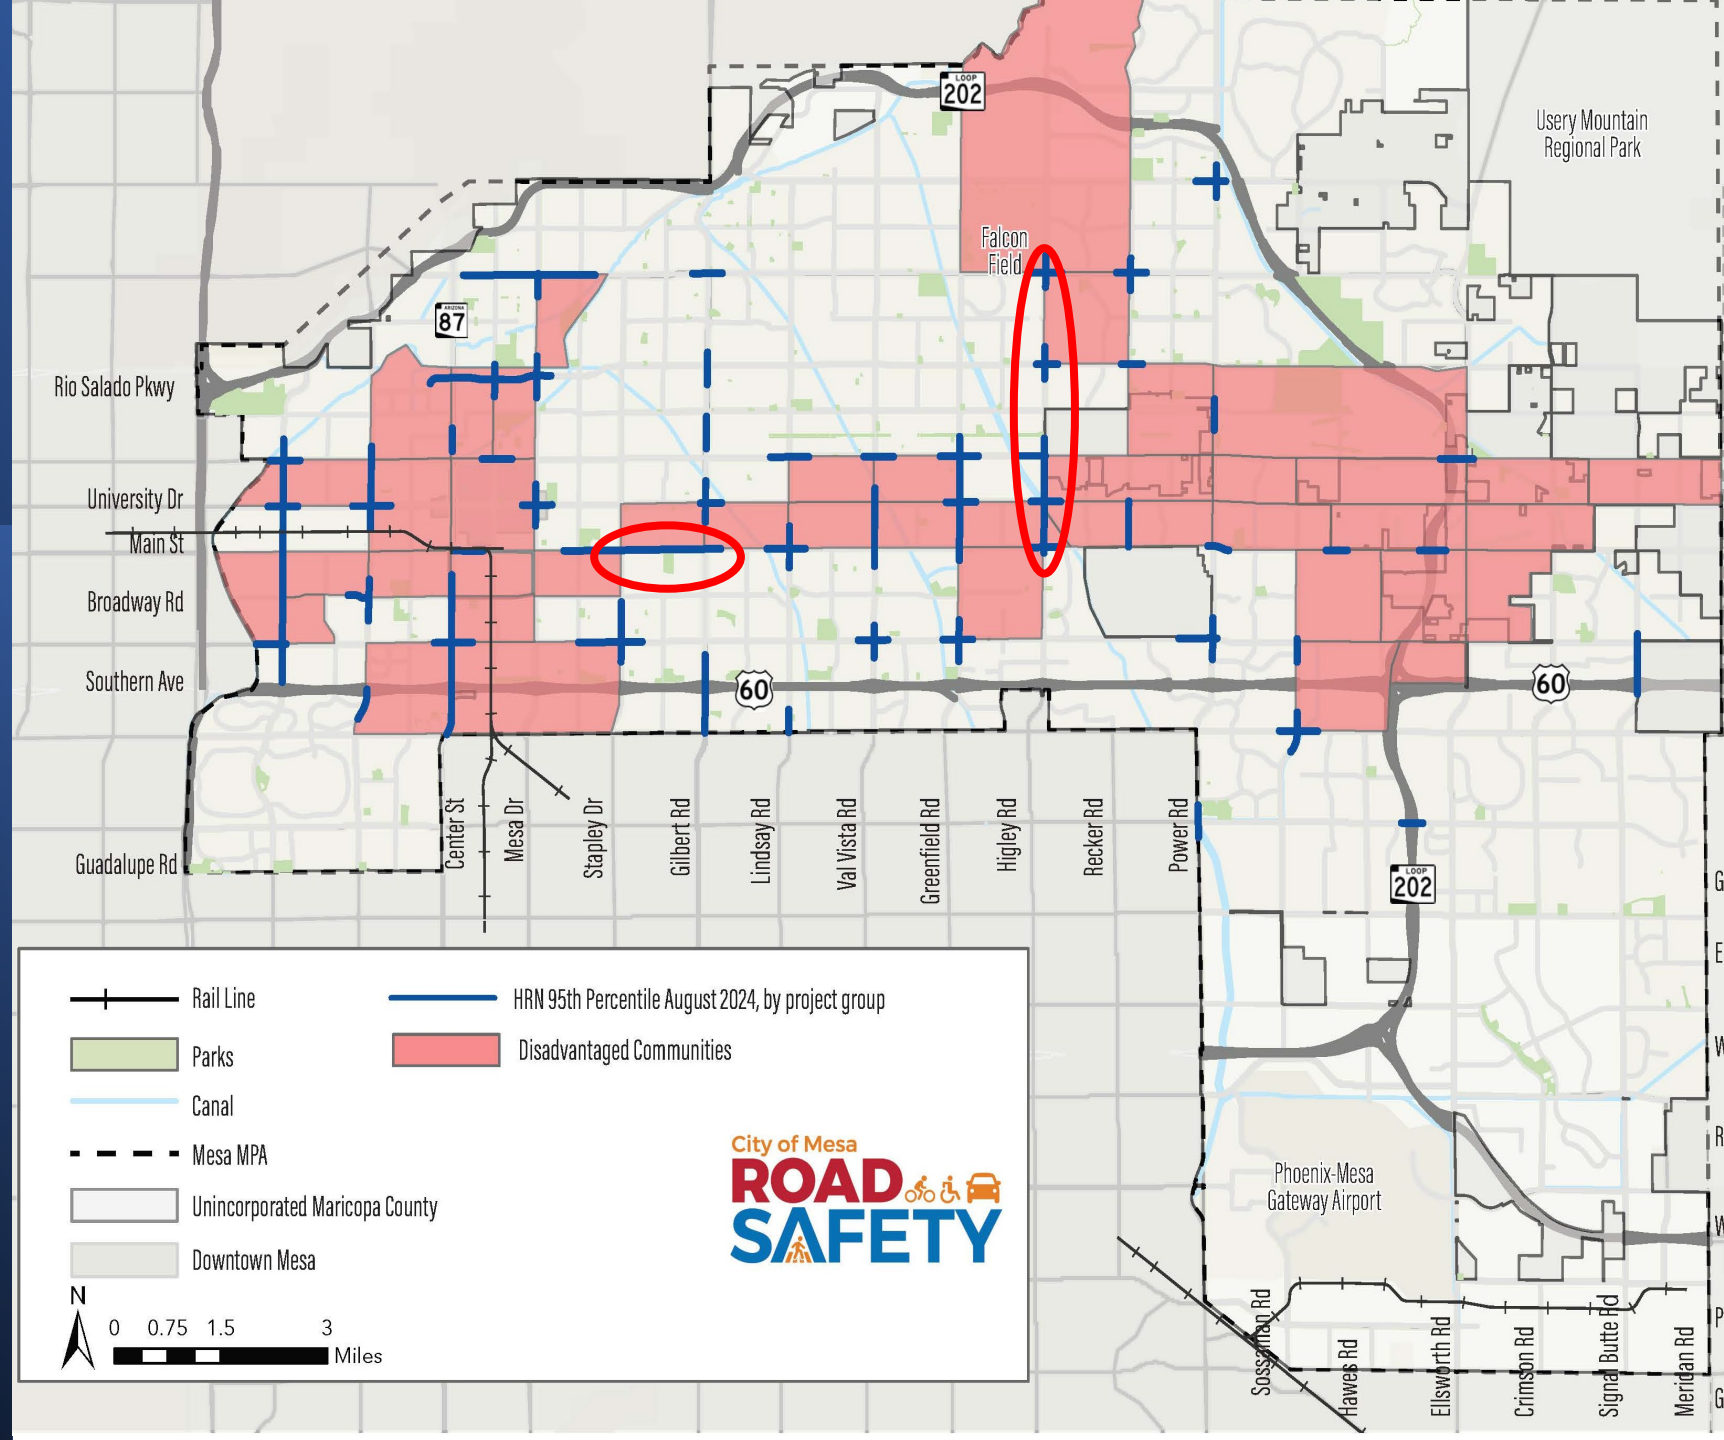 LOOP
202
Usery Mountain
Regional Park
Falcon
Field
ARIZONA
87
Rio Salado Pkwy
University Dr
Main St
Broadway Rd
Southern Ave
60
60
Guadalupe Rd
Center St
Mesa Dr
Stapley Dr
Gilbert Rd
Lindsay Rd
Val Vista Rd
Greenfield Rd
Higley Rd
Recker Rd
Power Rd
LOOP
202
G
E
W
R
W
P
G
Phoenix-Mesa
Gateway Airport
Sossaman Rd
Hawes Rd
Ellsworth Rd
Crimson Rd
Signal Butte Rd
Meridian Rd
Rail Line
HRN 95th Percentile August 2024, by project group
Parks
Disadvantaged Communities
Canal
Mesa MPA
Unincorporated Maricopa County
Downtown Mesa
City of Mesa
ROAD
SAFETY
N
0 0.75 1.5 3
Miles